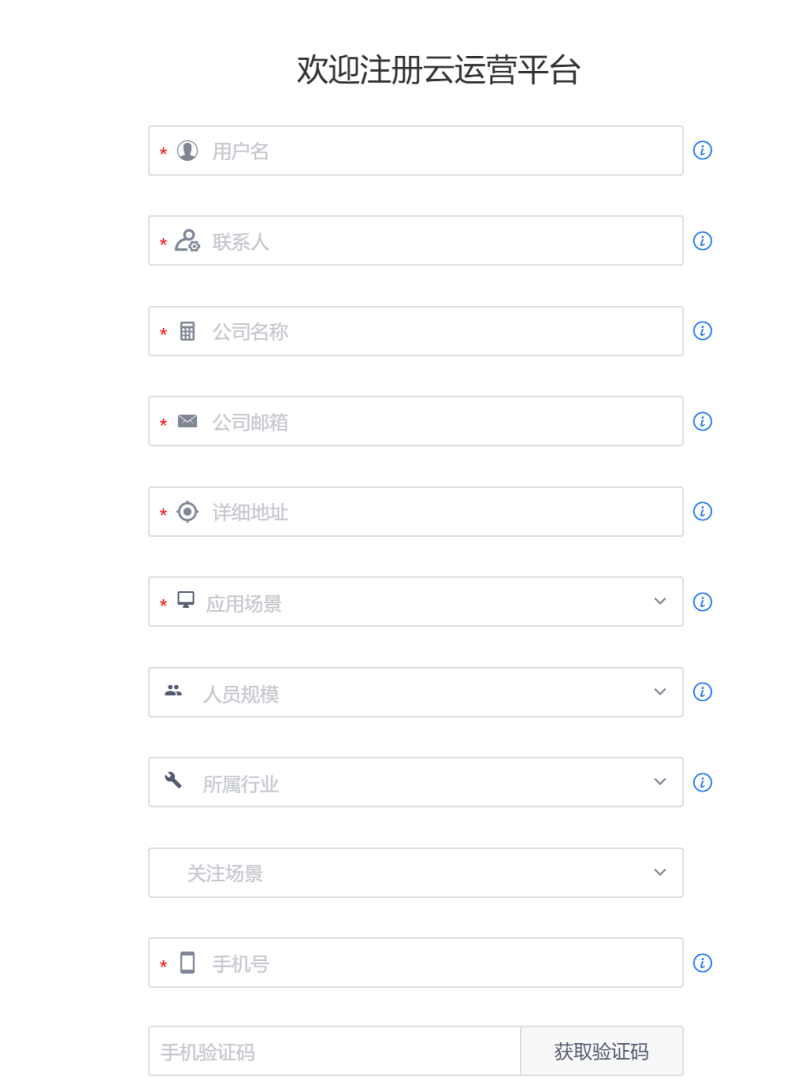 欢迎注册云运营平台
* 用户名
* 联系人
* 公司名称
* 公司邮箱
* 详细地址
* 应用场景
人员规模
所属行业
关注场景
* 手机号
手机验证码 获取验证码